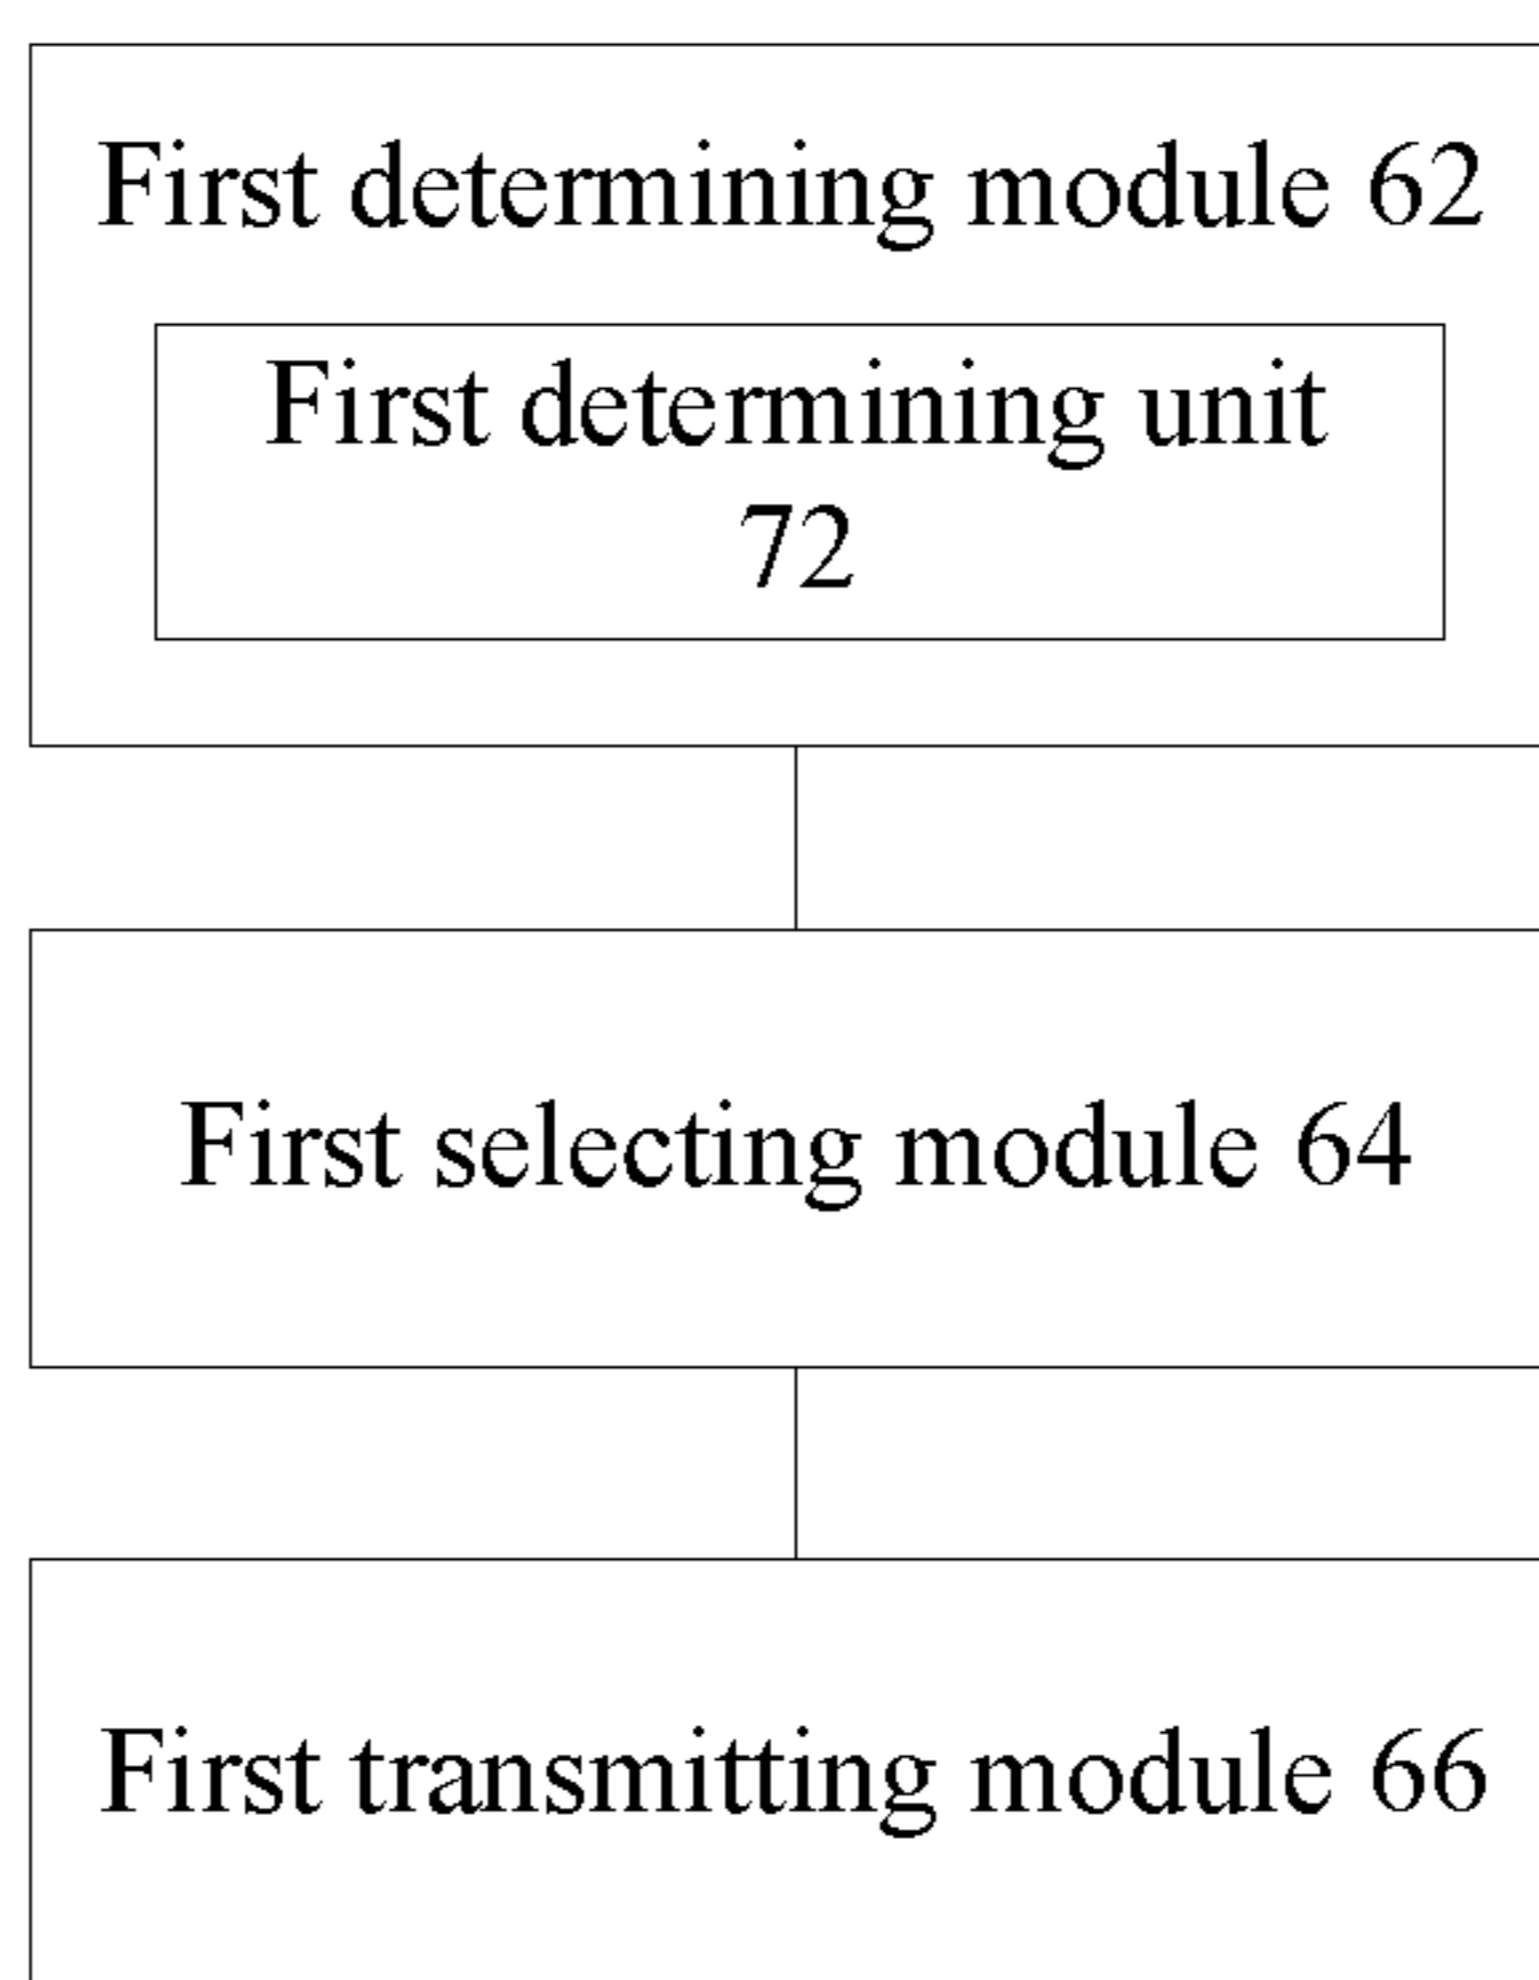 First determining module 62
First determining unit
72
First selecting module 64
First transmitting module 66